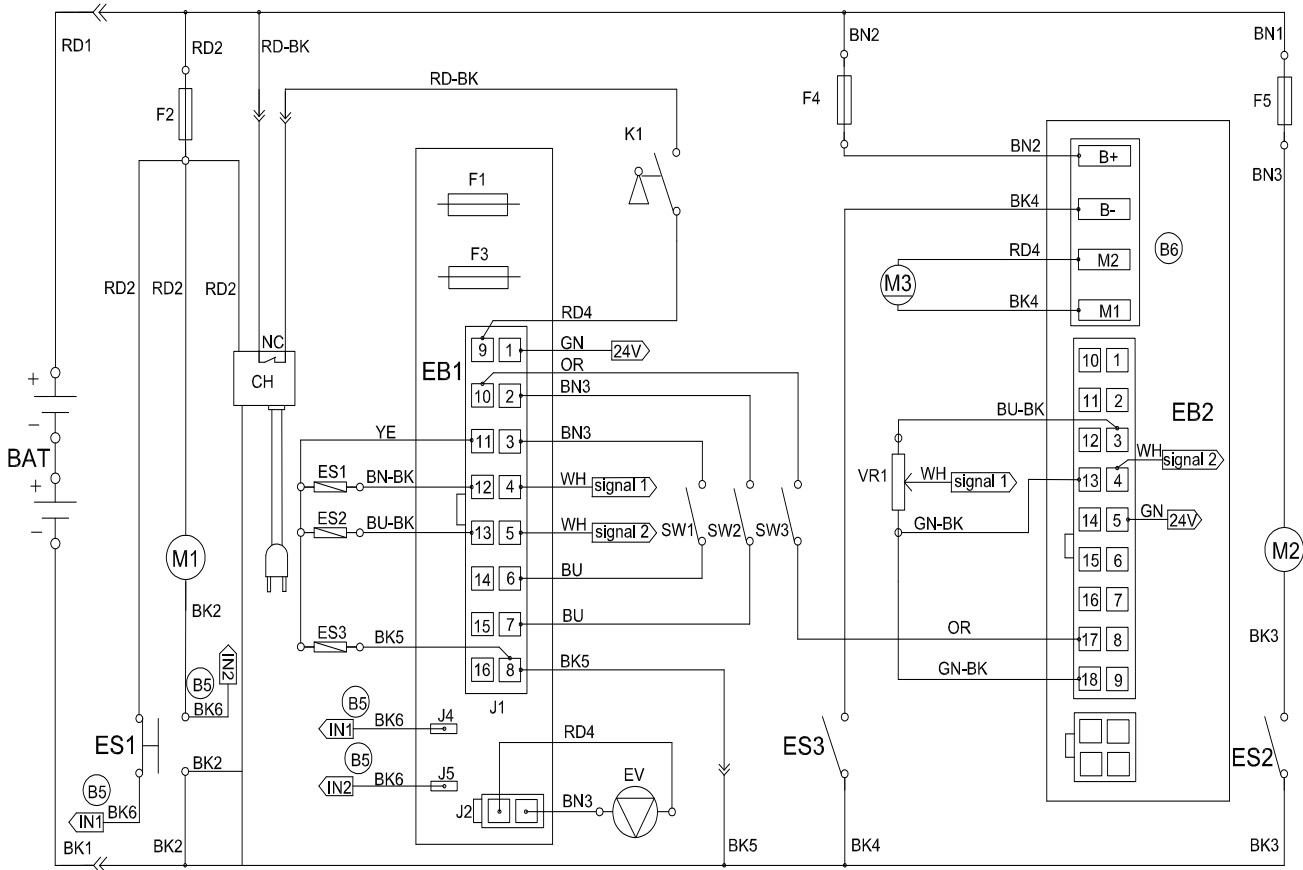 RD1
RD2
RD-BK
BN2
BN1
RD-BK
F2
F4
F5
K1
F1
BN2
B+
BN3
BK4
B-
F3
RD4
M2
B6
M3
RD2
RD2
RD2
BK4
M1
RD4
NC
9 1
GN
24V
10 1
CH
EB1
OR
10 2
BN3
11 2
EB2
BU-BK
YE
11 3
BN3
12 3
WH
signal 2
BAT
+
-
+
-
ES1
BN-BK
12 4
WH
signal 1
VR1
WH
signal 1
13 4
ES2
BU-BK
13 5
WH
signal 2
SW1
SW2
SW3
GN-BK
14 5
GN
24V
M1
M2
14 6
BU
15 6
BK2
15 7
BU
16 7
ES3
BK5
OR
17 8
BK3
16 8
BK5
GN-BK
18 9
IN2
B5
BK6
J1
B5
IN1
BK6
J4
RD4
ES1
ES3
ES2
B5
IN2
BK6
J5
BK2
EV
B5
IN1
BK6
J2
BN3
BK1
BK2
BK5
BK4
BK3